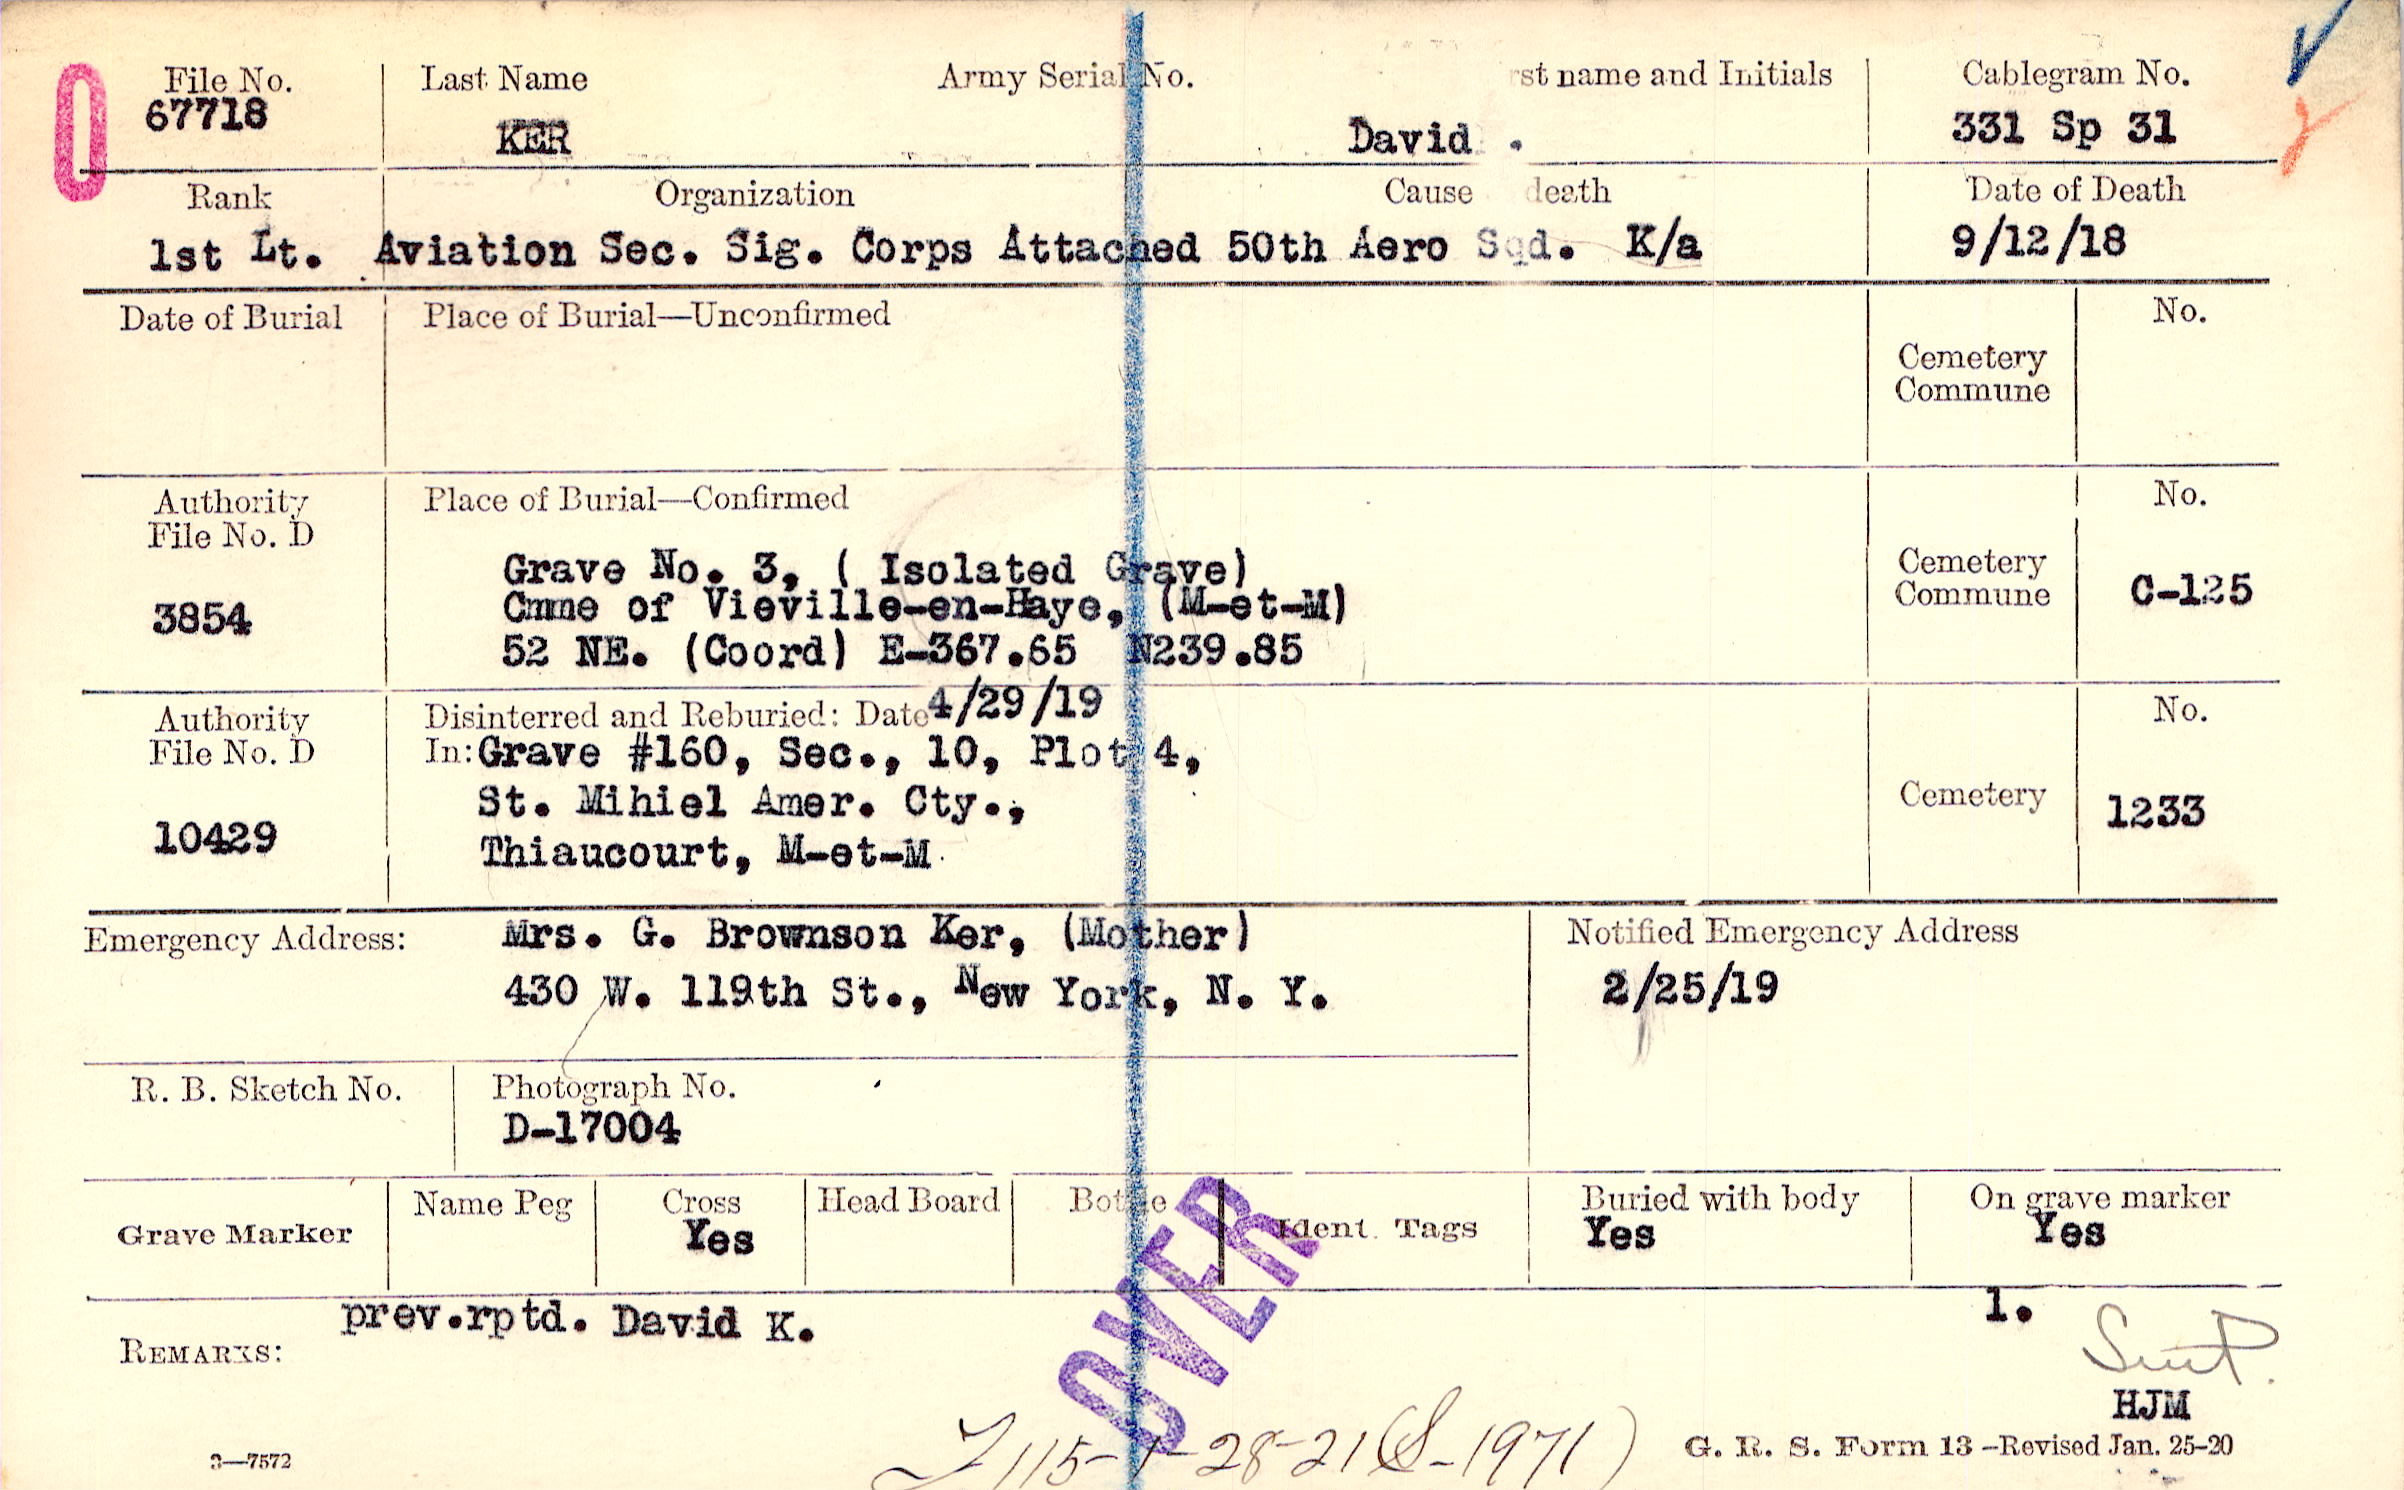 0
File No. Last Name Army Serial No. rst name and Initials Cablegram No.
67718 KER David . 331 Sp 31
Rank Organization Cause death Date of Death
1st Lt. Aviation Sec. Sig. Corps Attached 50th Aero Sqd. K/a 9/12/18
Date of Burial Place of Burial—Unconfirmed No.
Cemetery
Commune
Authority Place of Burial—Confirmed No.
File No. D
Grave No. 3, ( Isolated Grave) Cemetery
3854 Cmme of Vieville-en-Haye, (M-et-M) Commune C-125
52 NE. (Coord) E-367.65 N239.85
Authority Disinterred and Reburied: Date 4/29/19 No.
File No. D In: Grave #160, Sec., 10, Plot 4,
St. Mihiel Amer. Cty., Cemetery 1233
10429 Thiaucourt, M-et-M.
Emergency Address: Mrs. G. Brownson Ker, (Mother) Notified Emergency Address
430 W. 119th St., New York, N. Y. 2/25/19
R. B. Sketch No. Photograph No.
D-17004
Grave Marker Name Peg Cross Head Board Bottle Ident. Tags Buried with body On grave marker
Yes Yes Yes
OVER
prev.rptd. David K. 1.
REMARKS:
HJM
115-1-28-21 (S-1971)
3—7572 G. R. S. Form 13 -Revised Jan. 25-20